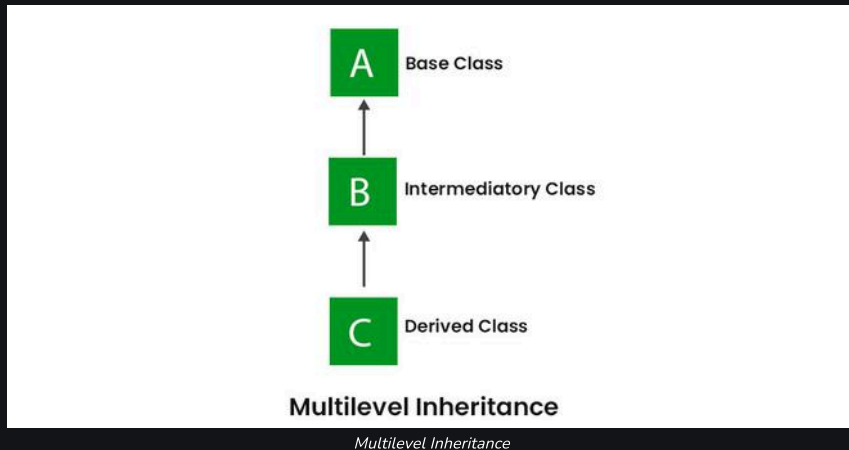 A
Base Class
B
Intermediatory Class
C
Derived Class
Multilevel Inheritance
Multilevel Inheritance